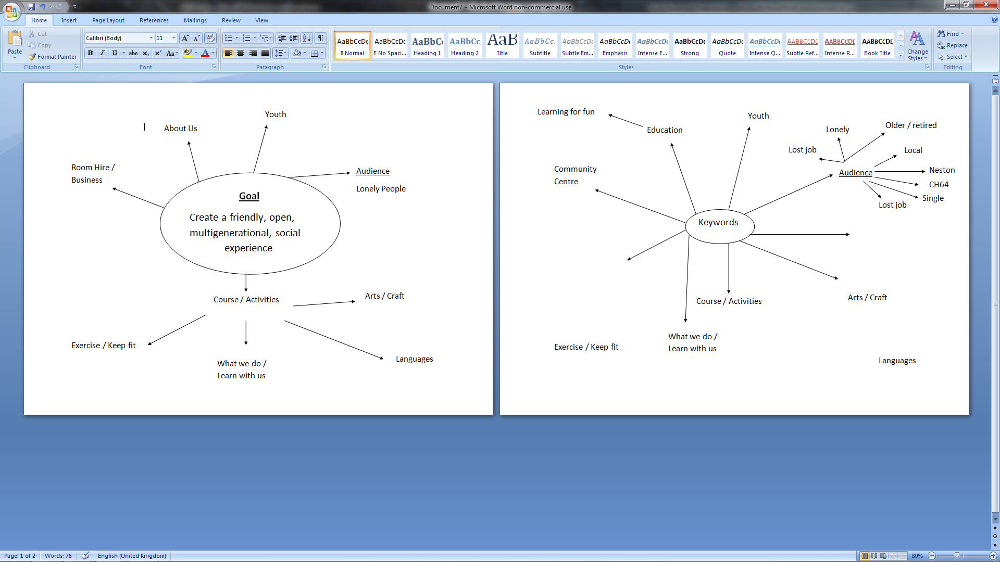 Document7 - Microsoft Word non-commercial use
Home Insert Page Layout References Mailings Review View
Paste
Cut
Copy
Format Painter
Clipboard
Calibri (Body) 11
Font
Paragraph
AaBbCcDc AaBbCcDc AaBbC AaBbCc AaB AaBbCc. AaBbCcDc AaBbCcDc AaBbCcDc AaBbCcDc AaBbCcDc AaBbCcDc AABBCCDE AABBCCDE AABBCCDE
¶ Normal ¶ No Spaci... Heading 1 Heading 2 Title Subtitle Subtle Em... Emphasis Intense E... Strong Quote Intense Q... Subtle Ref... Intense R... Book Title
Styles
Change
Styles
Find
Replace
Select
Editing
Youth
About Us
Room Hire /
Business
Audience
Lonely People
Goal
Create a friendly, open,
multigenerational, social
experience
Course / Activities
Arts / Craft
Exercise / Keep fit
What we do /
Learn with us
Languages
Learning for fun
Education
Youth
Lonely
Older / retired
Lost job
Local
Community
Centre
Audience
Neston
CH64
Single
Lost job
Keywords
Course / Activities
Arts / Craft
What we do /
Learn with us
Exercise / Keep fit
Languages
Page: 1 of 2 Words: 76 English (United Kingdom) 80%